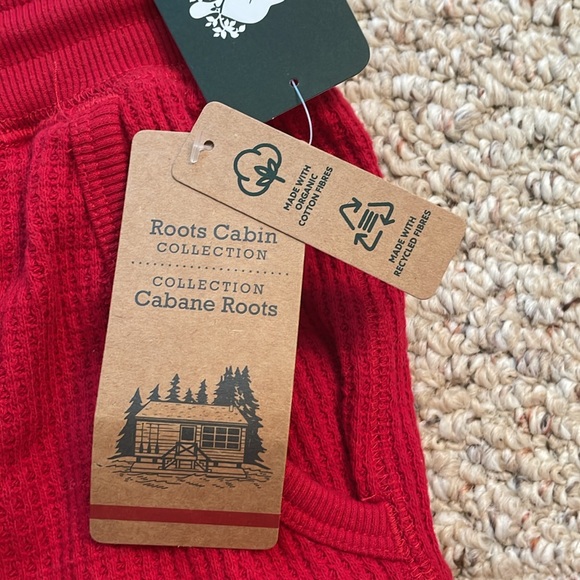 MADE WITH
ORGANIC
COTTON FIBRES
MADE WITH
RECYCLED FIBRES
Roots Cabin
COLLECTION
COLLECTION
Cabane Roots